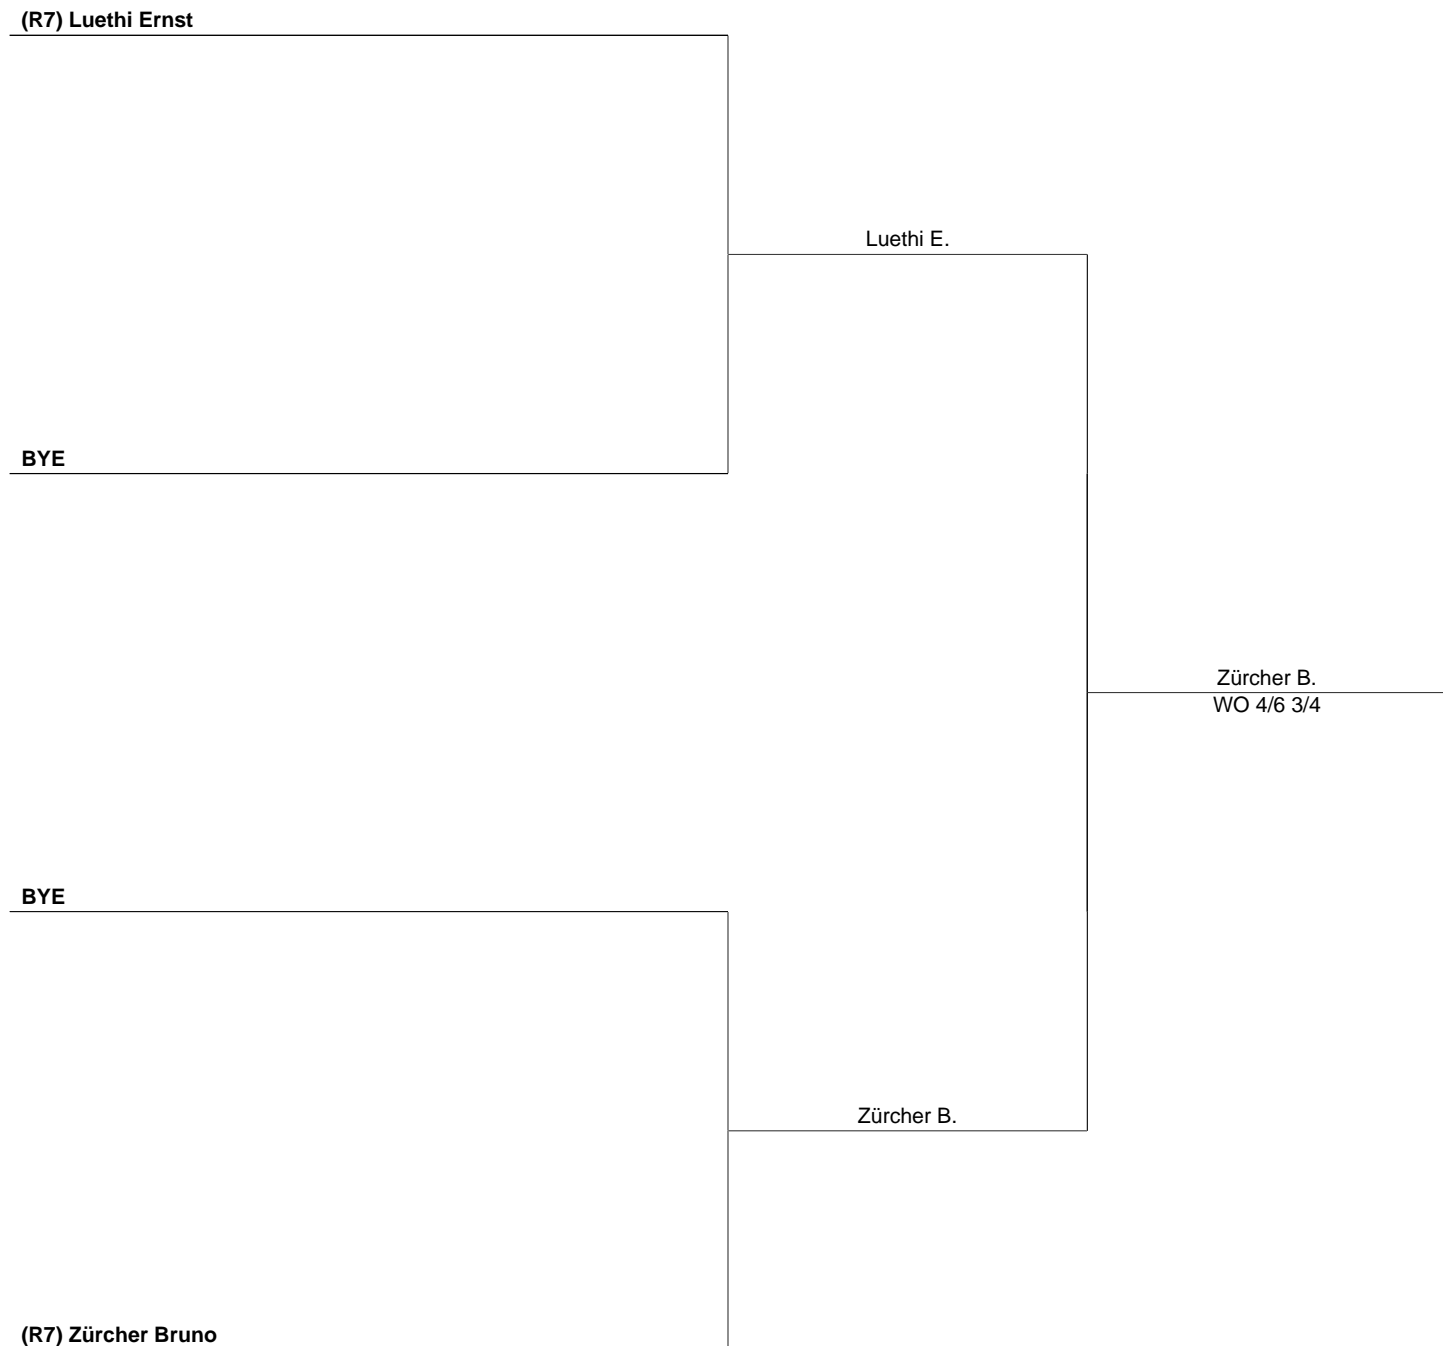 (R7) Luethi Ernst
Luethi E.
BYE
Zürcher B.
WO 4/6 3/4
BYE
Zürcher B.
(R7) Zürcher Bruno